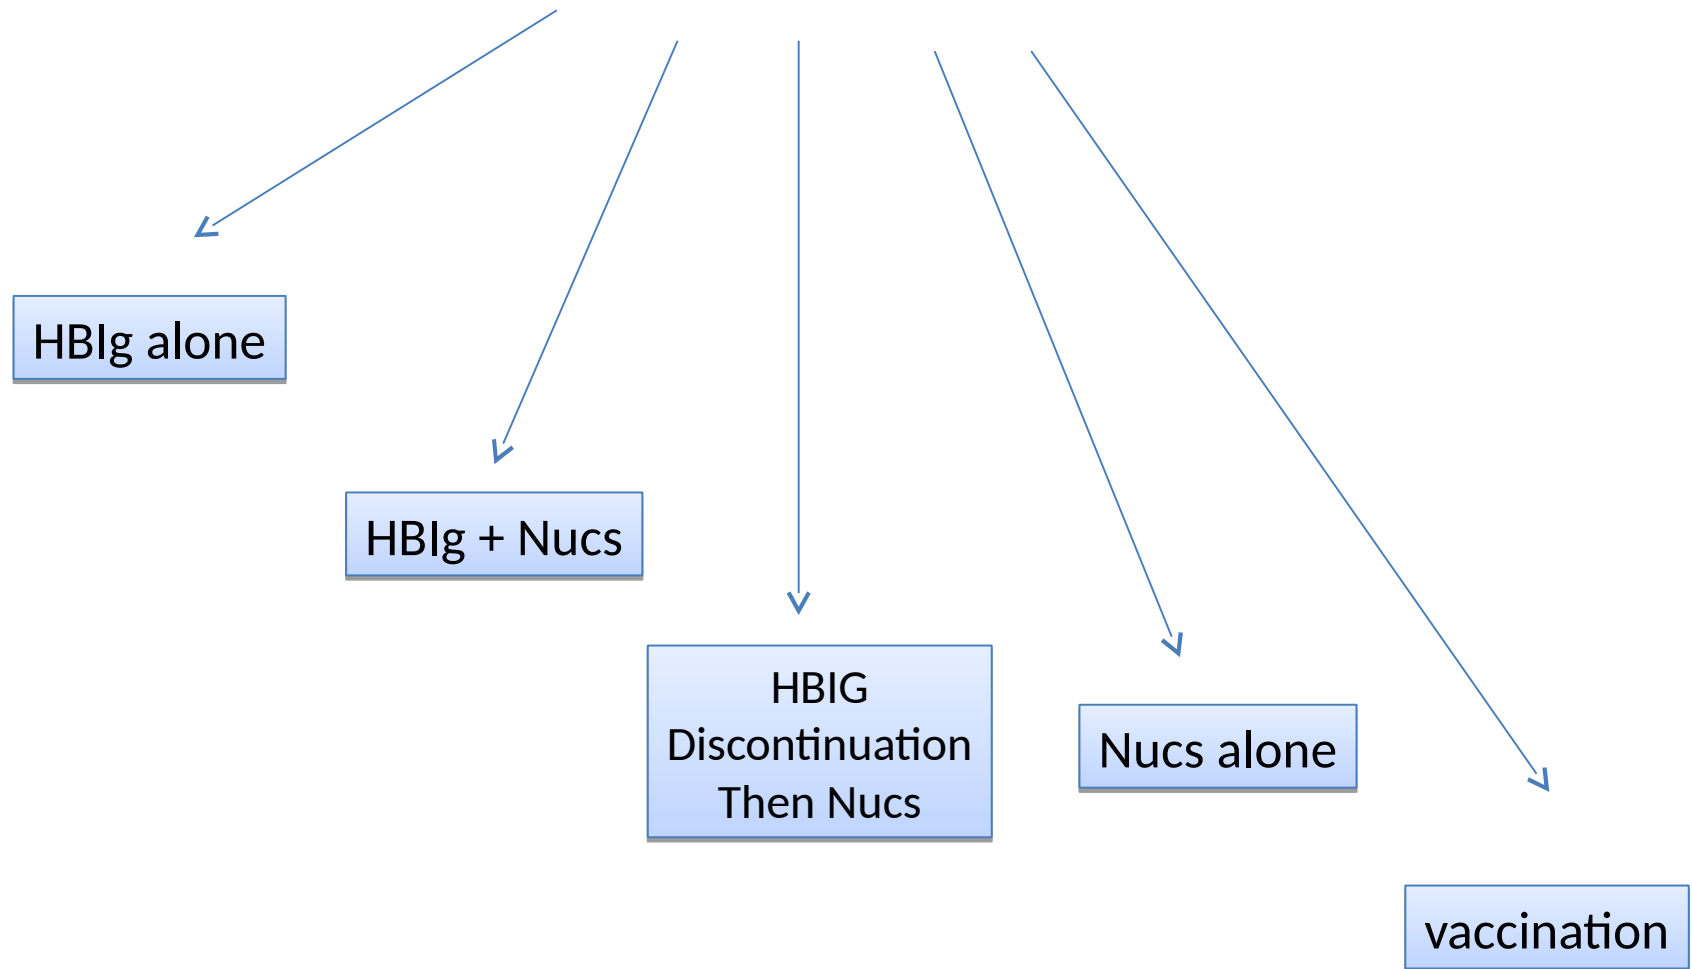 HBIg alone
HBIg + Nucs
HBIG
Discontinuation
Then Nucs
Nucs alone
vaccination